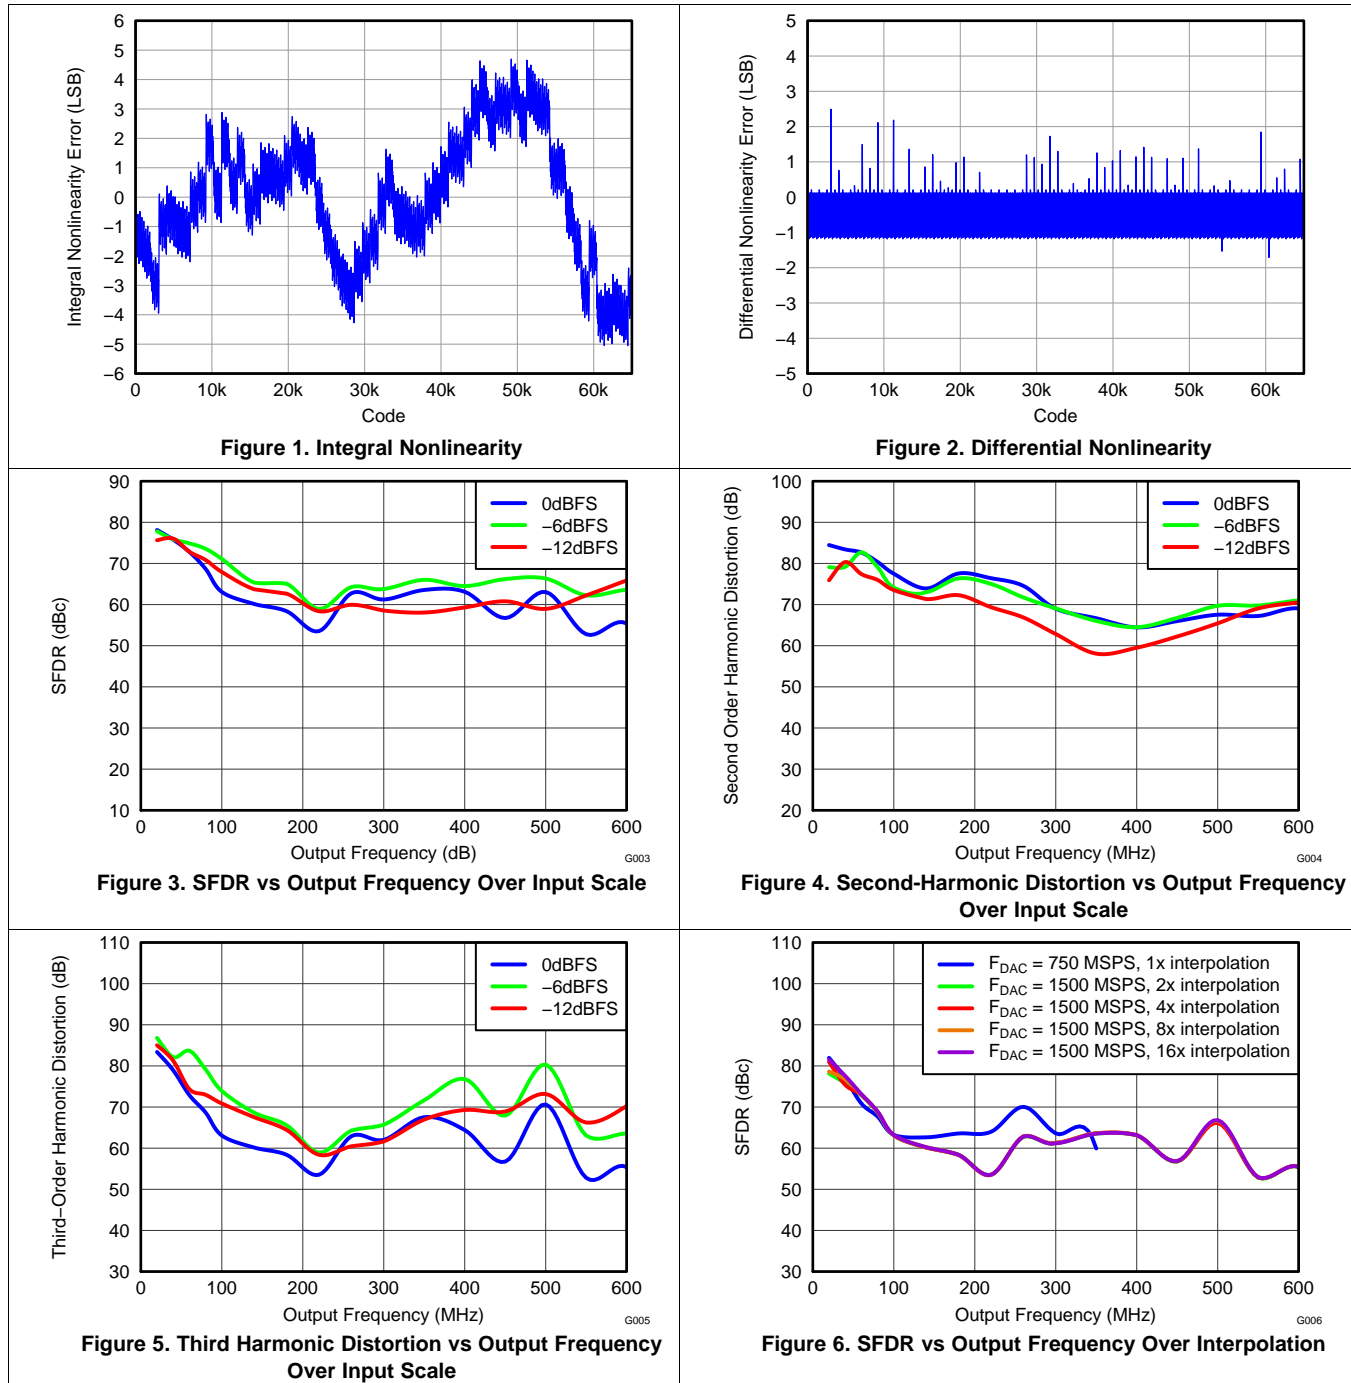 6
5
4
3
2
1
0
−1
−2
−3
−4
−5
−6
0
10k
20k
30k
40k
50k
60k
Integral Nonlinearity Error (LSB)
Code
Figure 1. Integral Nonlinearity
5
4
3
2
1
0
−1
−2
−3
−4
−5
0
10k
20k
30k
40k
50k
60k
Differential Nonlinearity Error (LSB)
Code
Figure 2. Differential Nonlinearity
90
80
70
60
50
40
30
20
10
0
100
200
300
400
500
600
SFDR (dBc)
0dBFS
−6dBFS
−12dBFS
Output Frequency (dB)
G003
Figure 3. SFDR vs Output Frequency Over Input Scale
100
90
80
70
60
50
40
30
20
0
100
200
300
400
500
600
Second Order Harmonic Distortion (dB)
0dBFS
−6dBFS
−12dBFS
Output Frequency (MHz)
G004
Figure 4. Second-Harmonic Distortion vs Output Frequency
Over Input Scale
110
100
90
80
70
60
50
40
30
0
100
200
300
400
500
600
Third−Order Harmonic Distortion (dB)
0dBFS
−6dBFS
−12dBFS
Output Frequency (MHz)
G005
Figure 5. Third Harmonic Distortion vs Output Frequency
Over Input Scale
110
100
90
80
70
60
50
40
30
0
100
200
300
400
500
600
SFDR (dBc)
FDAC = 750 MSPS, 1x interpolation
FDAC = 1500 MSPS, 2x interpolation
FDAC = 1500 MSPS, 4x interpolation
FDAC = 1500 MSPS, 8x interpolation
FDAC = 1500 MSPS, 16x interpolation
Output Frequency (MHz)
G006
Figure 6. SFDR vs Output Frequency Over Interpolation